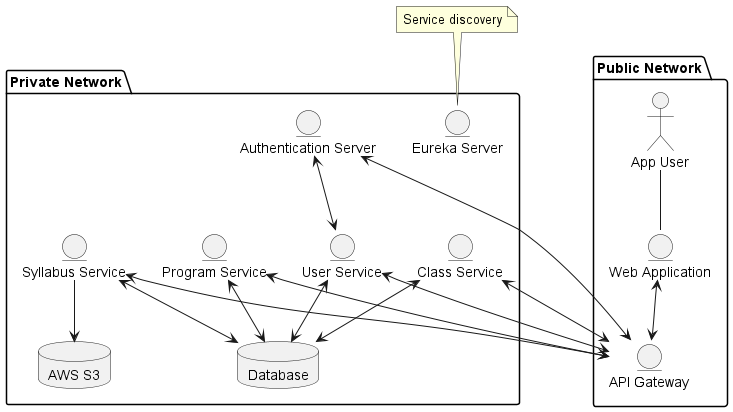 Service discovery
Private Network
Public Network
Authentication Server
Eureka Server
App User
Syllabus Service
Program Service
User Service
Class Service
Web Application
AWS S3
Database
API Gateway